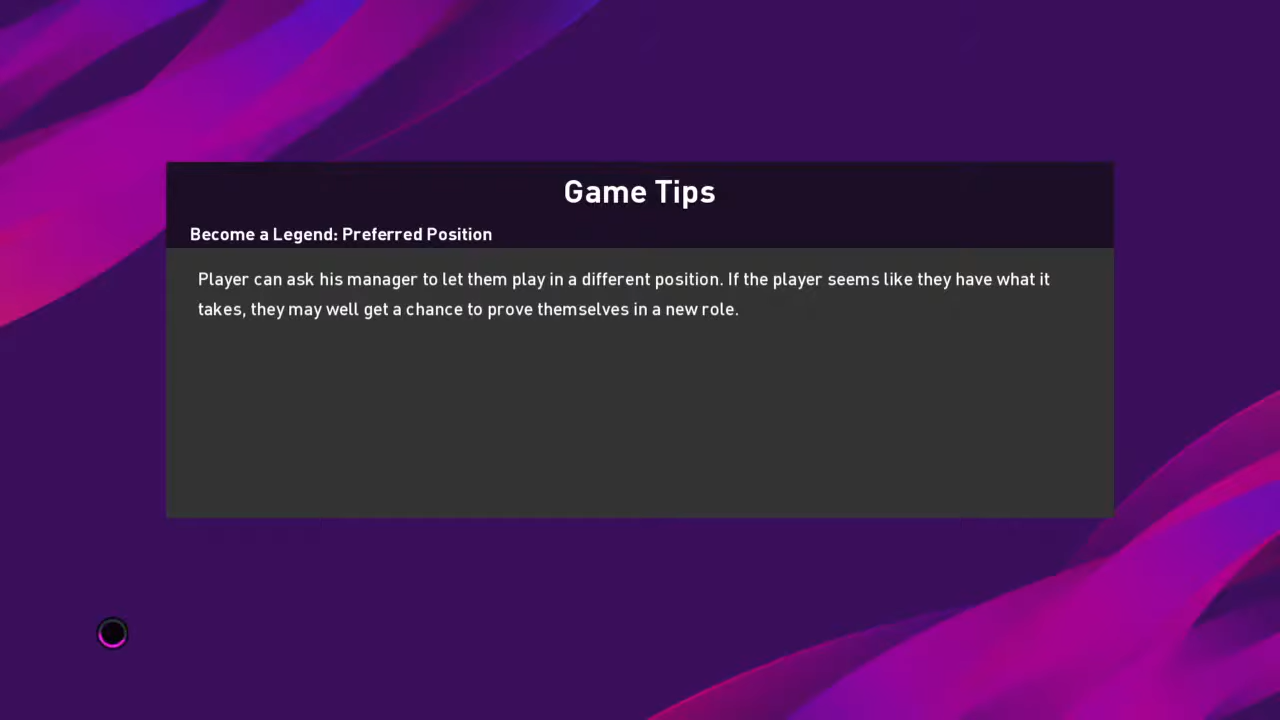 Game Tips
Become a Legend: Preferred Position
Player can ask his manager to let them play in a different position. If the player seems like they have what it
takes, they may well get a chance to prove themselves in a new role.